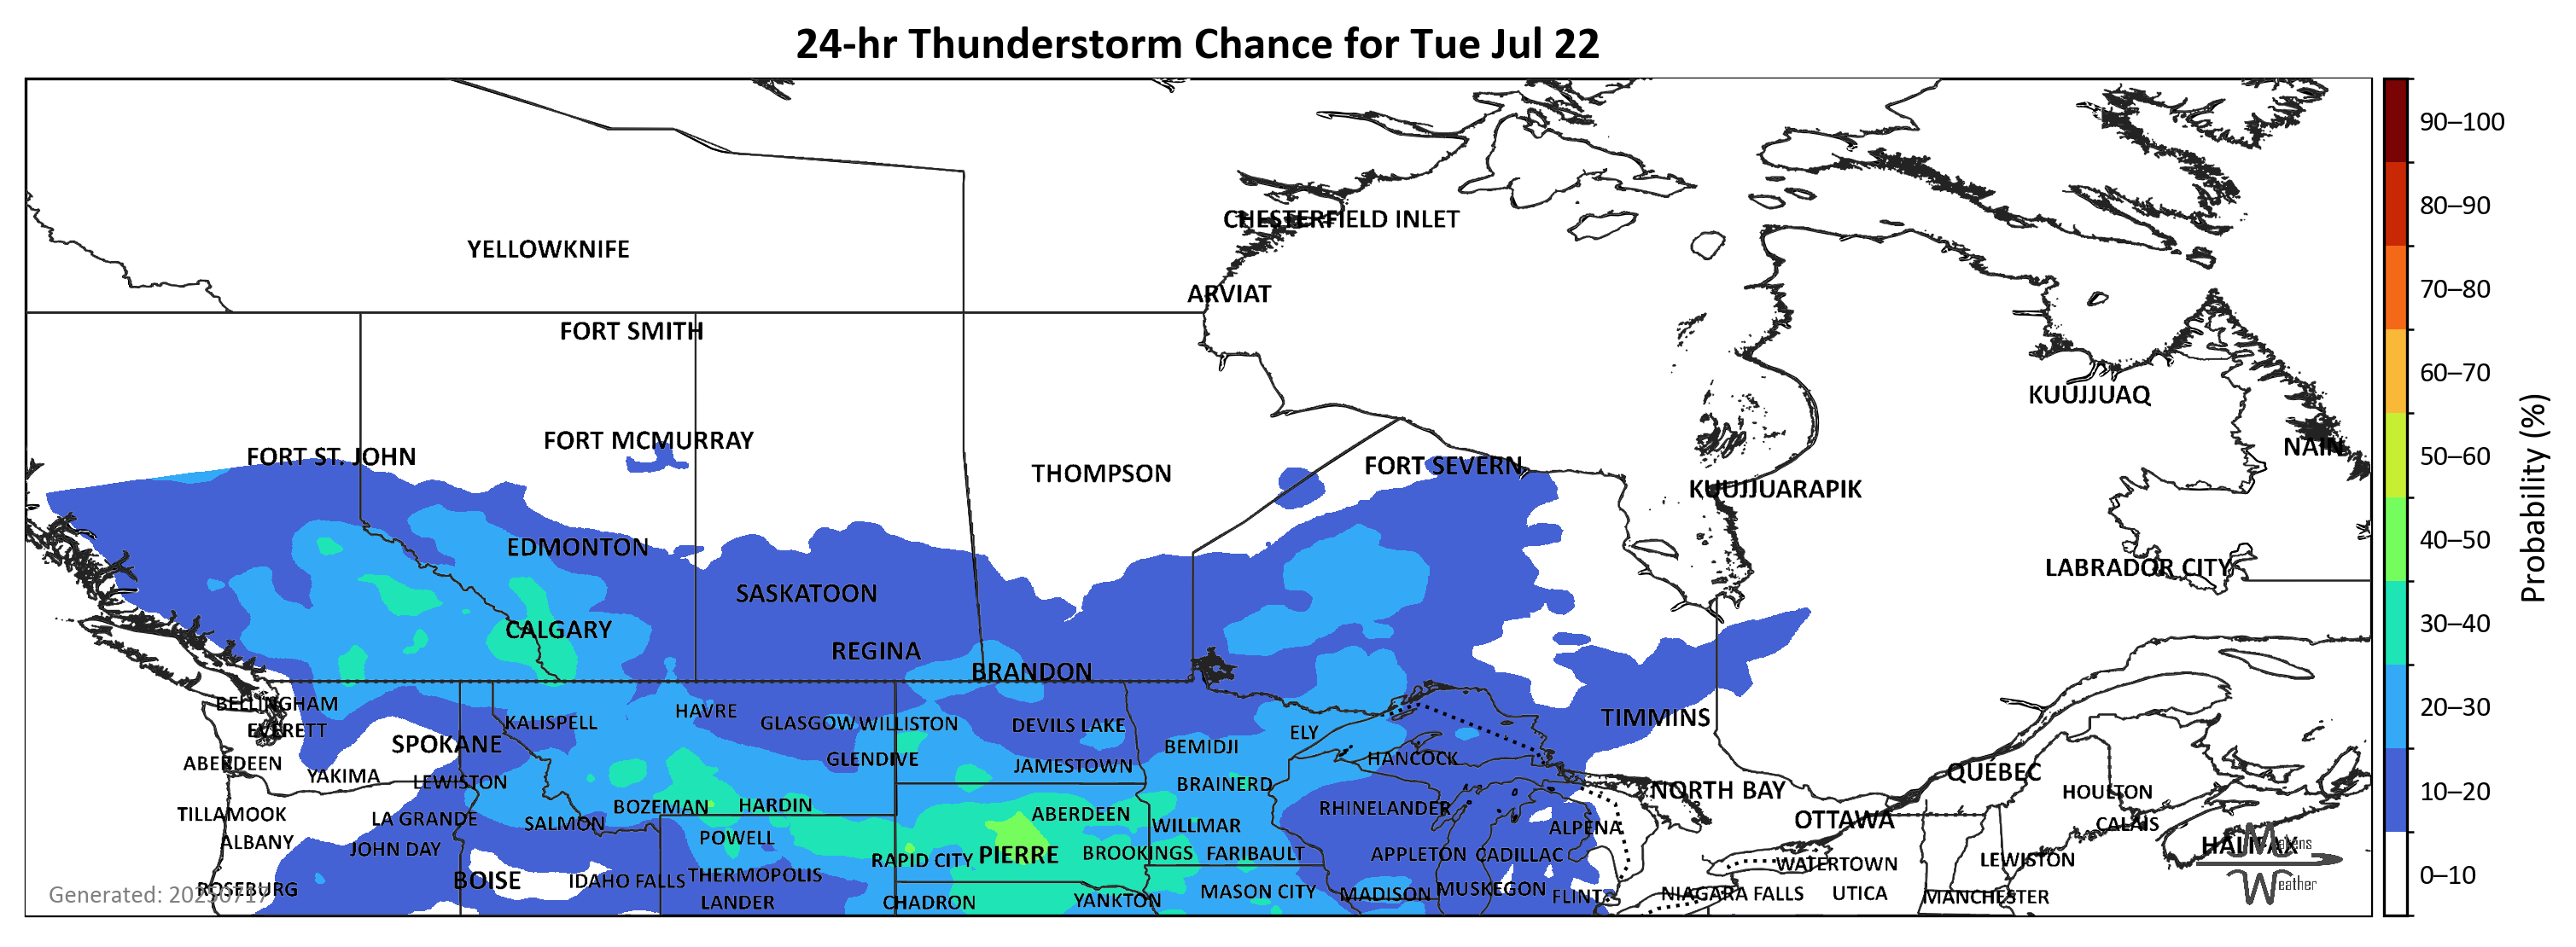 24-hr Thunderstorm Chance for Tue Jul 22
90–100
80–90
CHESTERFIELD INLET
YELLOWKNIFE
70–80
ARVIAT
FORT SMITH
60–70
KUUJJUAQ
FORT MCMURRAY
NAIN
FORT ST. JOHN
50–60
FORT SEVERN
THOMPSON
KUUJJUARAPIK
Probability (%)
40–50
EDMONTON
LABRADOR CITY
SASKATOON
30–40
CALGARY
REGINA
BRANDON
BELLINGHAM
20–30
HAVRE
TIMMINS
KALISPELL
GLASGOW
WILLISTON
DEVILS LAKE
EVERETT
ELY
SPOKANE
BEMIDJI
GLENDIVE
HANCOCK
ABERDEEN
JAMESTOWN
QUÉBEC
YAKIMA
LEWISTON
BRAINERD
NORTH BAY
HOULTON
10–20
BOZEMAN
HARDIN
RHINELANDER
TILLAMOOK
ABERDEEN
LA GRANDE
OTTAWA
SALMON
WILLMAR
ALPENA
CALAIS
POWELL
ALBANY
HALIFAX
Makens
JOHN DAY
PIERRE
BROOKINGS
FARIBAULT
APPLETON
CADILLAC
RAPID CITY
LEWISTON
WATERTOWN
THERMOPOLIS
0–10
BOISE
IDAHO FALLS
Weather
ROSEBURG
MASON CITY
MADISON
MUSKEGON
Generated: 20250717
NIAGARA FALLS
UTICA
FLINT
MANCHESTER
YANKTON
LANDER
CHADRON